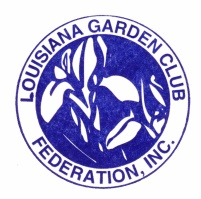 LOUISIANA GARDEN CLUB
FEDERATION, INC.